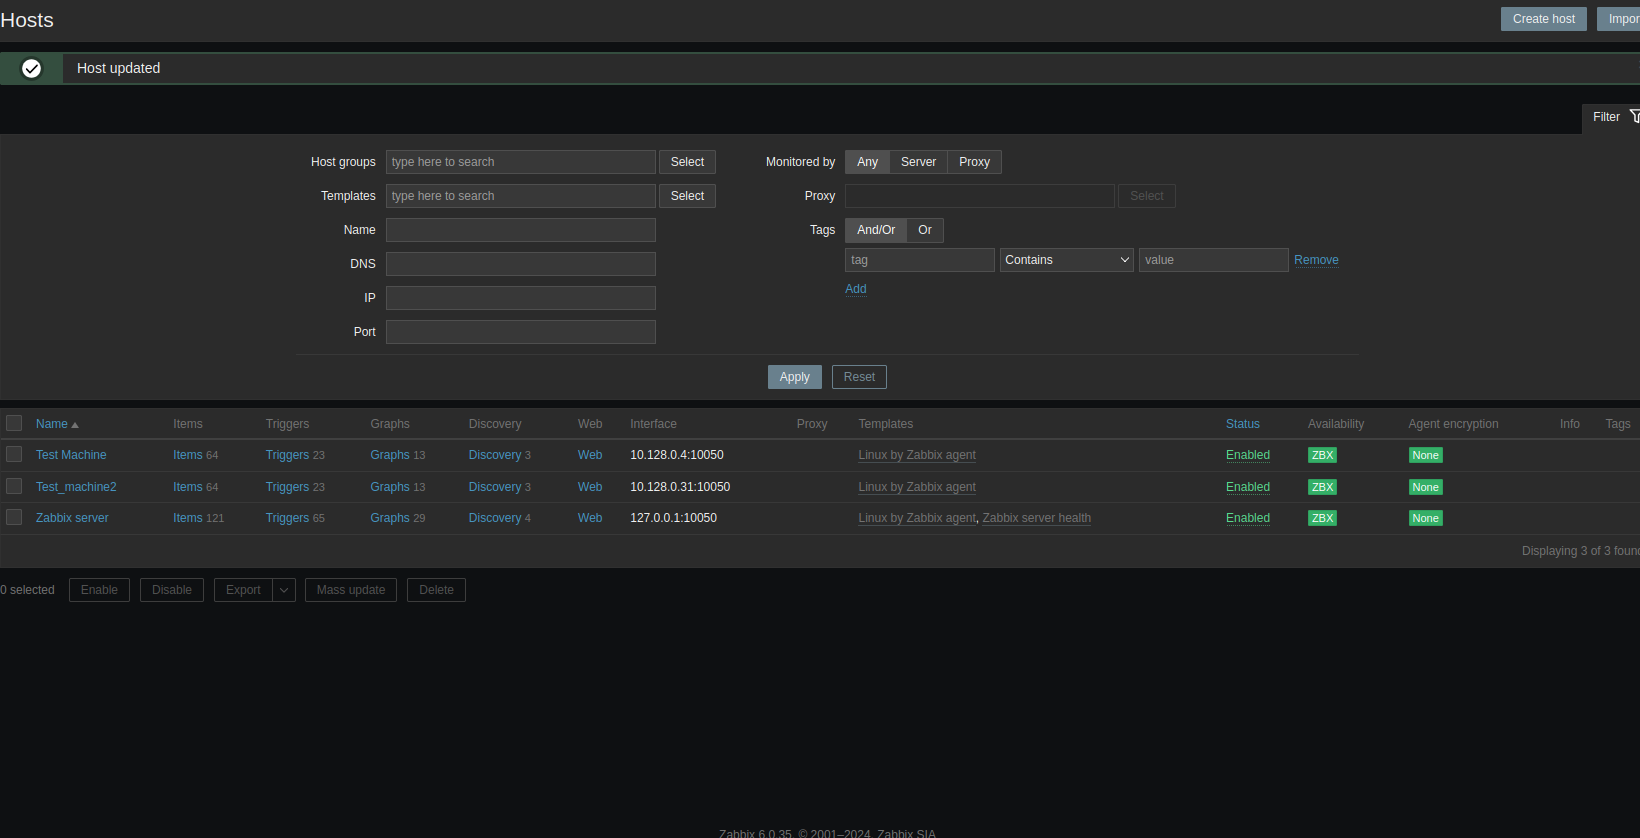 Hosts
Create host
Impor
Host updated
Filter
Host groups type here to search Select
Monitored by Any Server Proxy
Templates type here to search Select
Proxy Select
Name
Tags And/Or Or
DNS
tag Contains value Remove
IP
Add
Port
Apply Reset
Name Items Triggers Graphs Discovery Web Interface Proxy Templates Status Availability Agent encryption Info Tags
Test Machine Items 64 Triggers 23 Graphs 13 Discovery 3 Web 10.128.0.4:10050 Linux by Zabbix agent Enabled ZBX None
Test_machine2 Items 64 Triggers 23 Graphs 13 Discovery 3 Web 10.128.0.31:10050 Linux by Zabbix agent Enabled ZBX None
Zabbix server Items 121 Triggers 65 Graphs 29 Discovery 4 Web 127.0.0.1:10050 Linux by Zabbix agent, Zabbix server health Enabled ZBX None
Displaying 3 of 3 found
0 selected Enable Disable Export Mass update Delete
Zabbix 6.0.35. © 2001–2024, Zabbix SIA